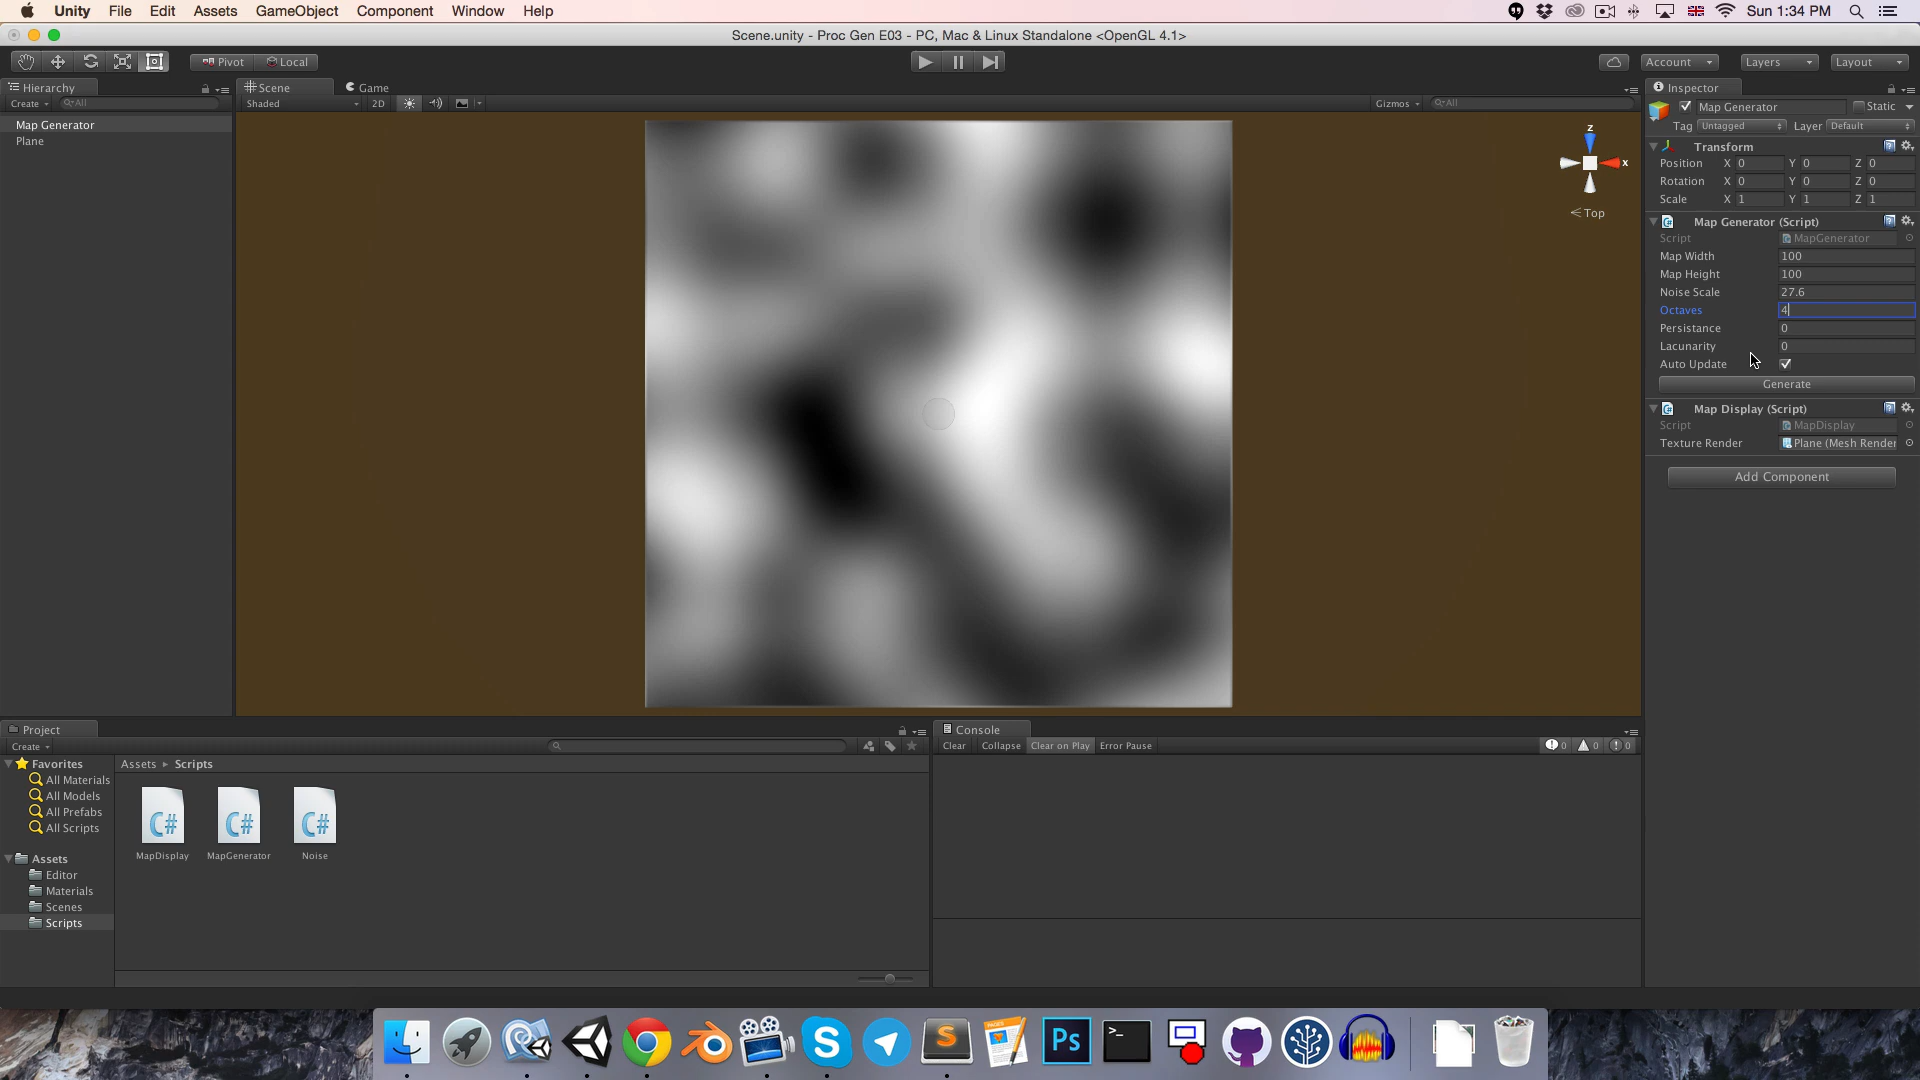 Unity File Edit Assets GameObject Component Window Help Sun 1:34 PM
Scene.unity - Proc Gen E03 - PC, Mac & Linux Standalone <OpenGL 4.1>
Pivot Local Account Layers Layout
Hierarchy Scene Game Inspector
Create All Shaded 2D Gizmos All Map Generator Static
Tag Untagged Layer Default
Map Generator
Plane
z
x
Top
Transform
Position X 0 Y 0 Z 0
Rotation X 0 Y 0 Z 0
Scale X 1 Y 1 Z 1
Map Generator (Script)
Script MapGenerator
Map Width 100
Map Height 100
Noise Scale 27.6
Octaves 4
Persistance 0
Lacunarity 0
Auto Update
Generate
Map Display (Script)
Script MapDisplay
Texture Render Plane (Mesh Render
Add Component
Project Console
Create Clear Collapse Clear on Play Error Pause 0 0 0
Favorites Assets Scripts
All Materials
All Models
All Prefabs
All Scripts
C# C# C#
MapDisplay MapGenerator Noise
Assets
Editor
Materials
Scenes
Scripts
S S PAGES Ps >_